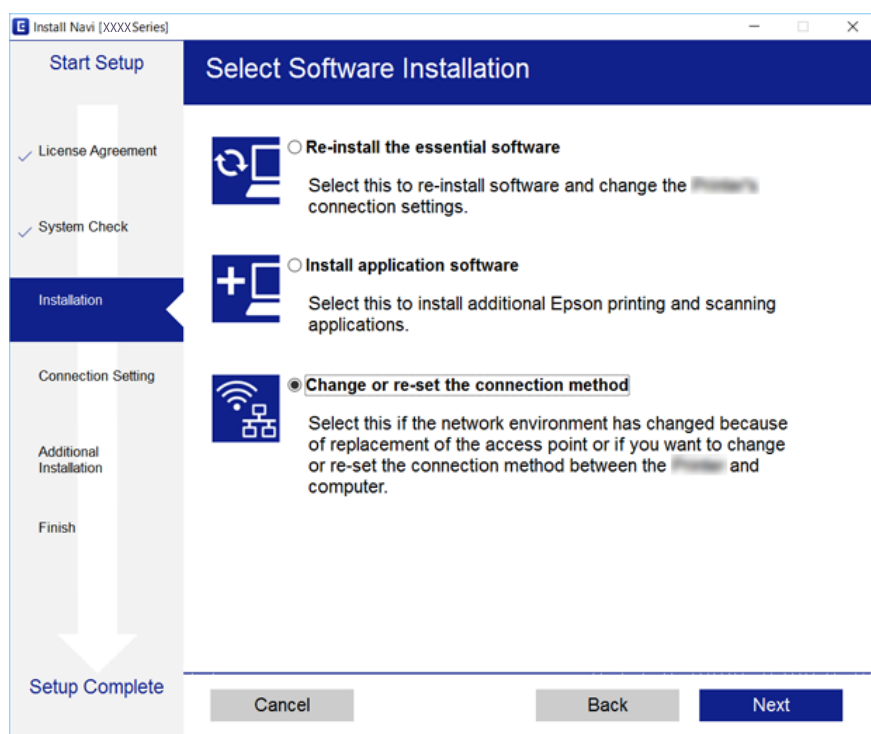 E Install Navi [XXXX Series]
Start Setup
Select Software Installation
License Agreement
System Check
Installation
Connection Setting
Additional
Installation
Finish
Setup Complete
Re-install the essential software
Select this to re-install software and change the
connection settings.
Install application software
Select this to install additional Epson printing and scanning
applications.
Change or re-set the connection method
Select this if the network environment has changed because
of replacement of the access point or if you want to change
or re-set the connection method between the and
computer.
Cancel
Back
Next